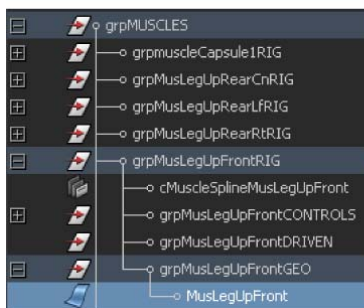 grpMUSCLES
grpmuscleCapsule1RIG
grpMusLegUpRearCnRIG
grpMusLegUpRearLfRIG
grpMusLegUpRearRtRIG
grpMusLegUpFrontRIG
cMuscleSplineMusLegUpFront
grpMusLegUpFrontCONTROLS
grpMusLegUpFrontDRIVEN
grpMusLegUpFrontGEO
MusLegUpFront